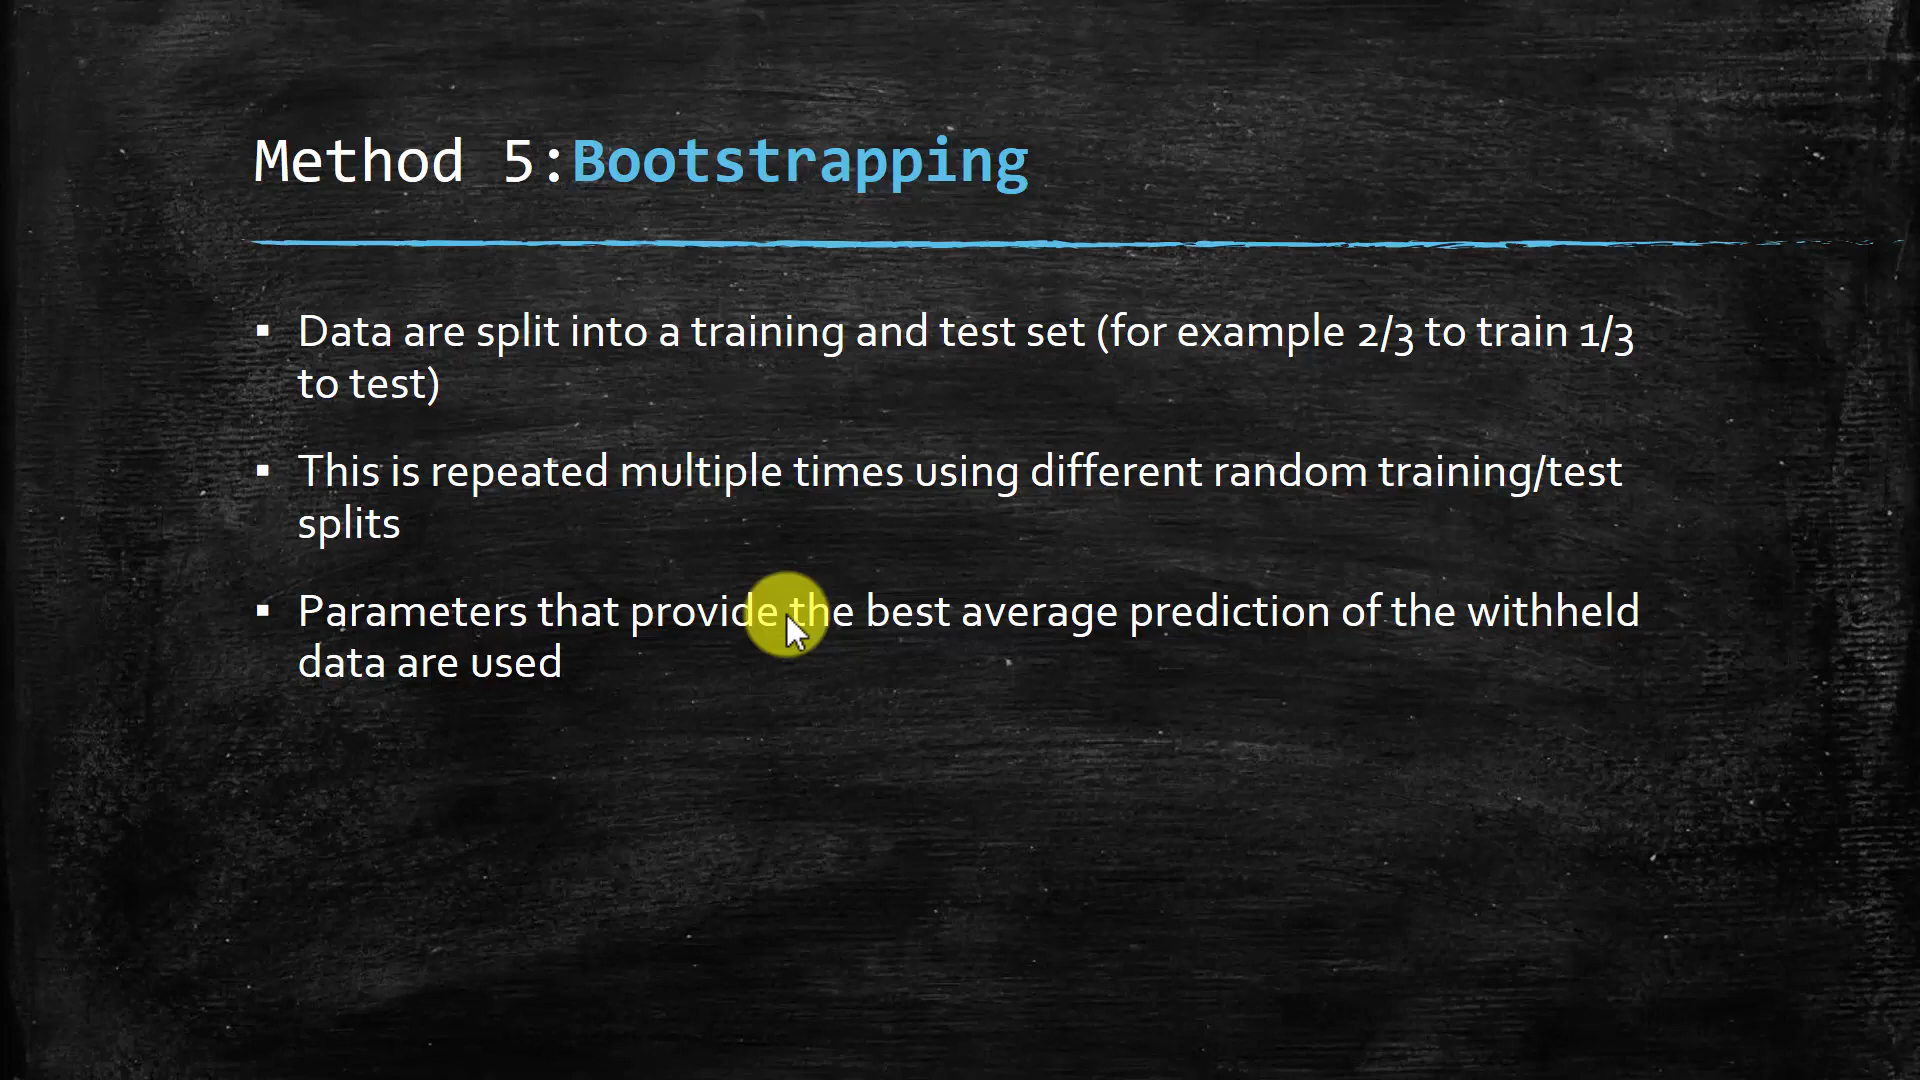 Method 5:Bootstrapping
▪ Data are split into a training and test set (for example 2/3 to train 1/3
to test)
▪ This is repeated multiple times using different random training/test
splits
▪ Parameters that provide the best average prediction of the withheld
data are used